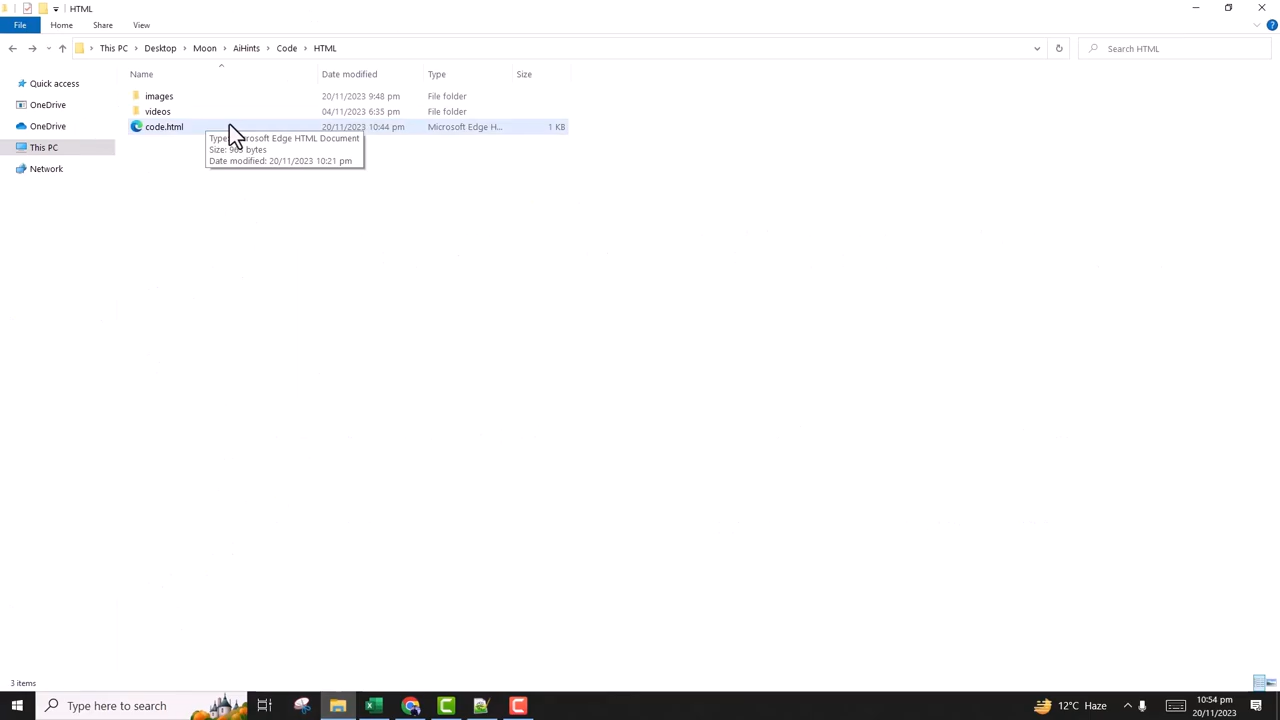 HTML
File Home Share View
This PC Desktop Moon AiHints Code HTML
Search HTML
Name Date modified Type Size
Quick access
OneDrive
OneDrive
This PC
Network
images 20/11/2023 9:48 pm File folder
videos 04/11/2023 6:35 pm File folder
code.html 20/11/2023 10:44 pm Microsoft Edge H... 1 KB
Edge HTML Document
Size: bytes
Date modified: 20/11/2023 10:21 pm
3 items
Type here to search
12°C Haze
10:54 pm
20/11/2023